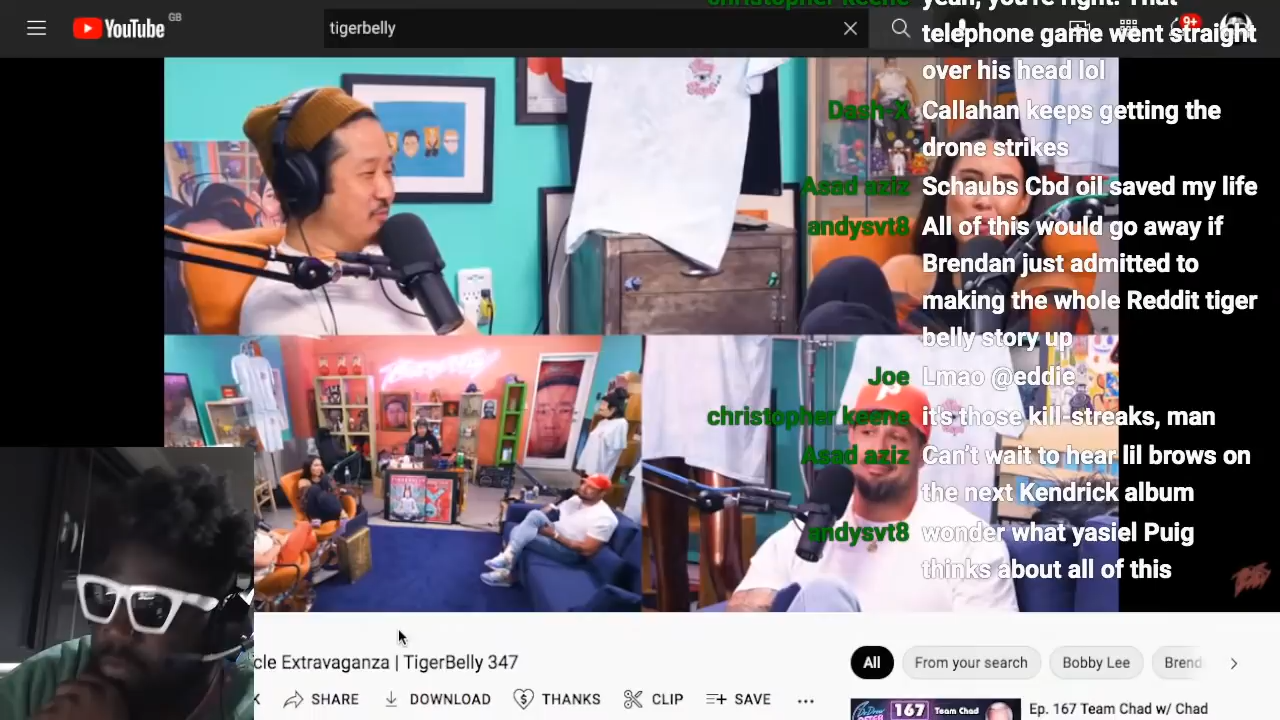 YouTube GB
tigerbelly
9+
christopher keene yeah, you're right! That
telephone game went straight
over his head lol
Dash-X Callahan keeps getting the
drone strikes
Asad aziz Schaubs Cbd oil saved my life
andysvt8 All of this would go away if
Brendan just admitted to
making the whole Reddit tiger
belly story up
Joe Lmao @eddie
christopher keene it's those kill-streaks, man
Asad aziz Can't wait to hear lil brows on
the next Kendrick album
andysvt8 wonder what yasiel Puig
thinks about all of this
cle Extravaganza | TigerBelly 347
All From your search Bobby Lee Brend
K SHARE DOWNLOAD THANKS CLIP SAVE ...
167 Team Chad
Ep. 167 Team Chad w/ Chad